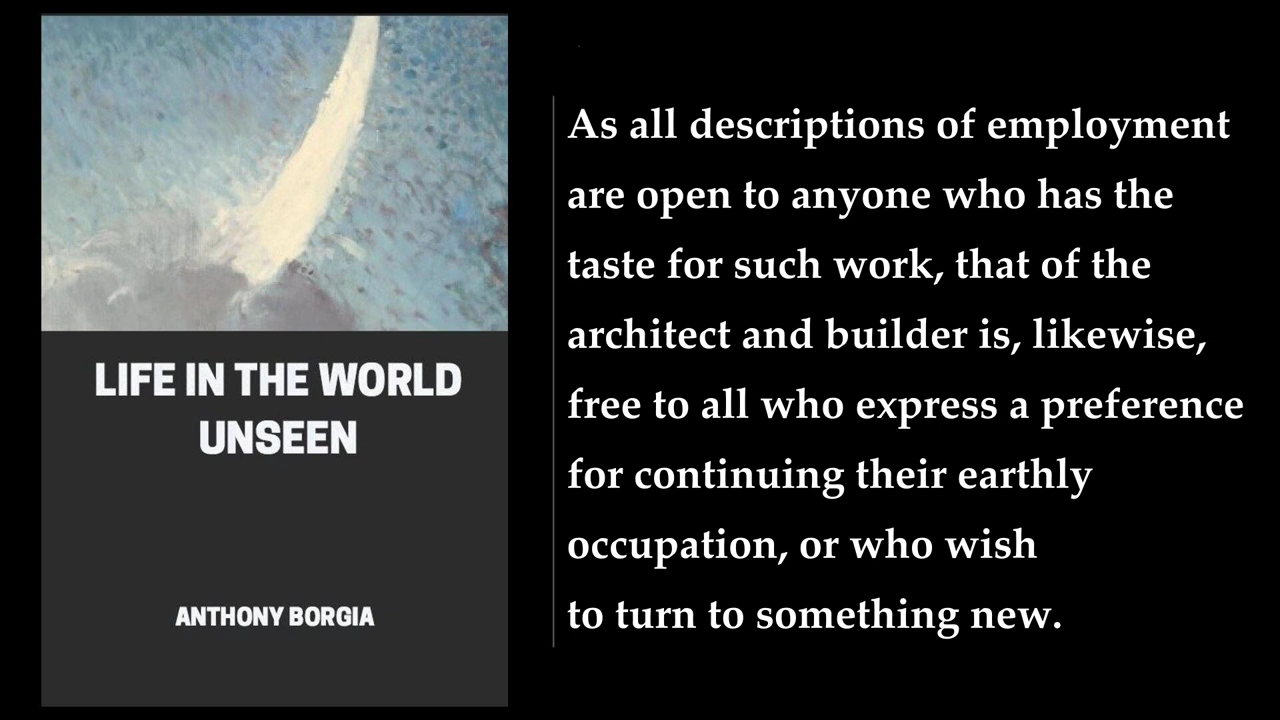 LIFE IN THE WORLD
UNSEEN
ANTHONY BORGIA
As all descriptions of employment
are open to anyone who has the
taste for such work, that of the
architect and builder is, likewise,
free to all who express a preference
for continuing their earthly
occupation, or who wish
to turn to something new.